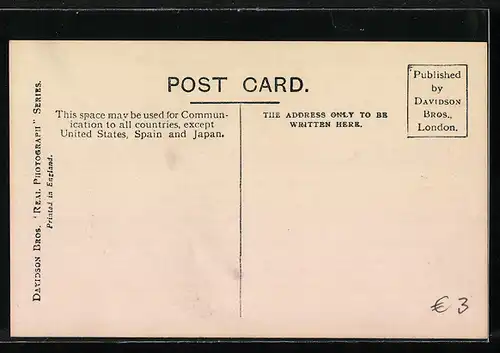 POST CARD.
Published
by
DAVIDSON
BROS.,
London.
This space may be used for Commun-
ication to all countries, except
United States, Spain and Japan.
THE ADDRESS ONLY TO BE
WRITTEN HERE.
DAVIDSON BROS. "REAL PHOTOGRAPH" SERIES.
Printed in England.
€ 3